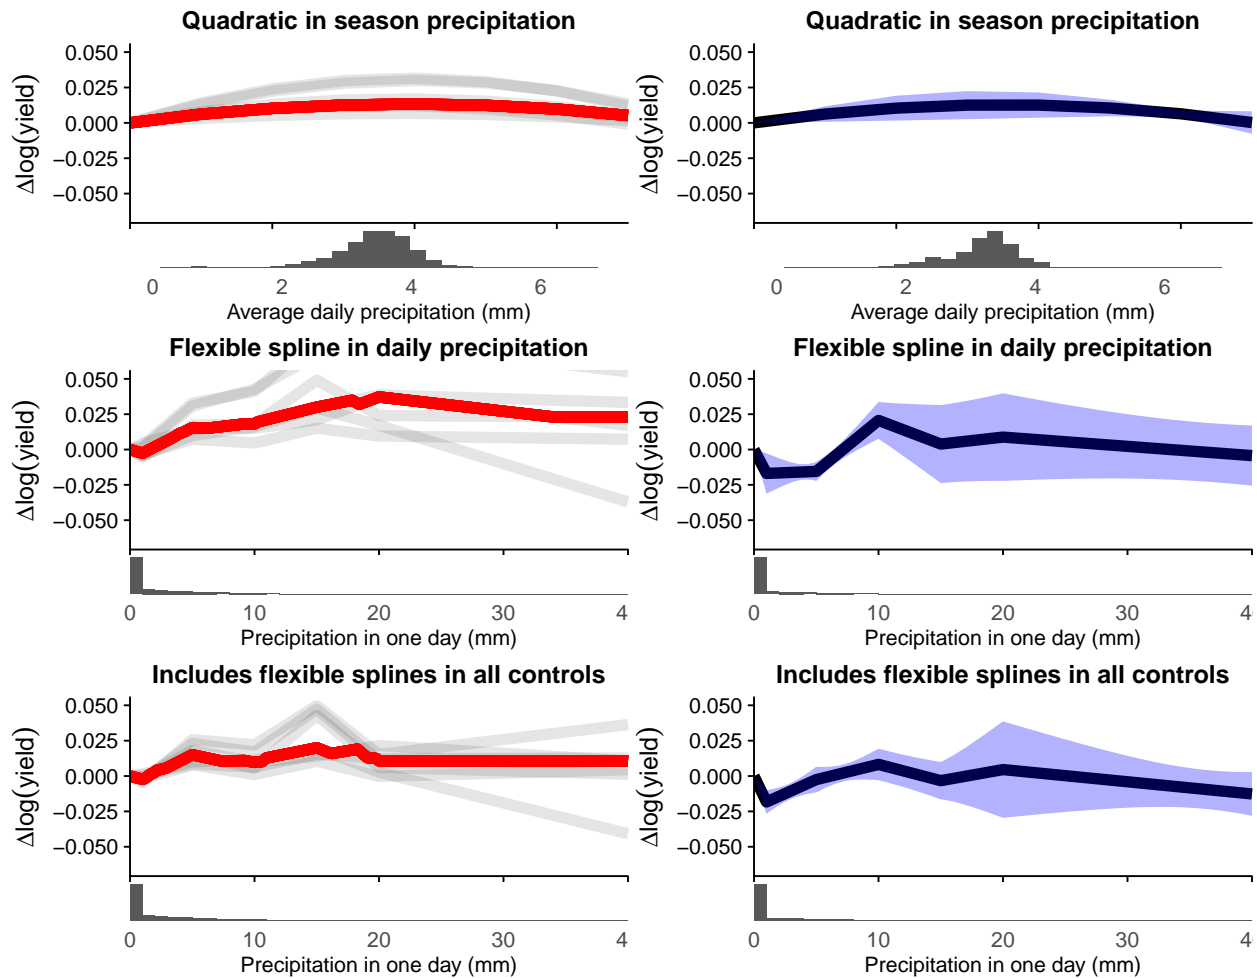 Quadratic in season precipitation
Quadratic in season precipitation
Δlog(yield)
0.050
0.025
0.000
−0.025
−0.050
Δlog(yield)
0.050
0.025
0.000
−0.025
−0.050
0 2 4 6
Average daily precipitation (mm)
0 2 4 6
Average daily precipitation (mm)
Flexible spline in daily precipitation
Flexible spline in daily precipitation
Δlog(yield)
0.050
0.025
0.000
−0.025
−0.050
Δlog(yield)
0.050
0.025
0.000
−0.025
−0.050
0 10 20 30 4
Precipitation in one day (mm)
0 10 20 30 40
Precipitation in one day (mm)
Includes flexible splines in all controls
Includes flexible splines in all controls
Δlog(yield)
0.050
0.025
0.000
−0.025
−0.050
Δlog(yield)
0.050
0.025
0.000
−0.025
−0.050
0 10 20 30 4
Precipitation in one day (mm)
0 10 20 30 40
Precipitation in one day (mm)